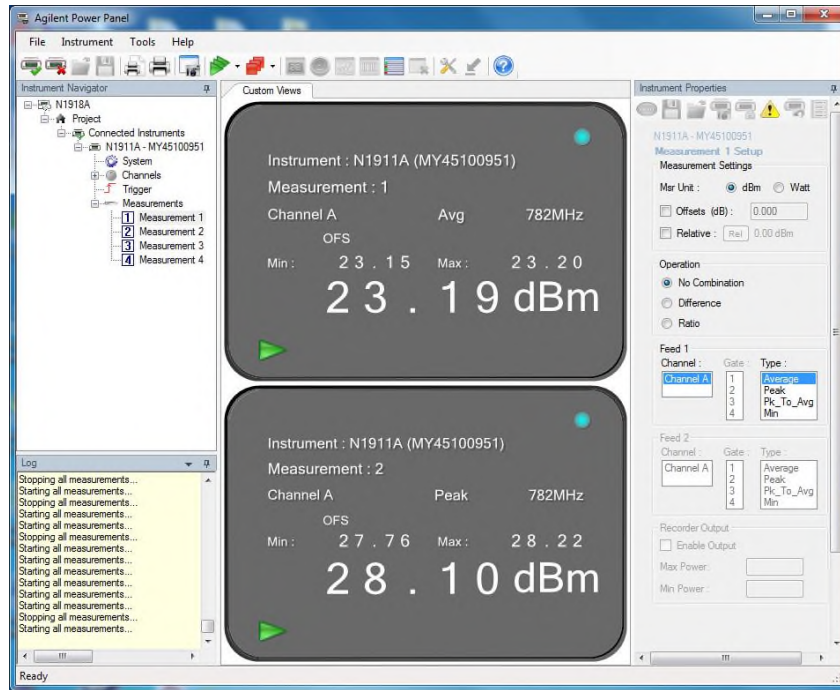 Agilent Power Panel
File Instrument Tools Help
Instrument Navigator
N1918A
Project
Connected Instruments
N1911A - MY45100951
System
Channels
Trigger
Measurements
1 Measurement 1
2 Measurement 2
3 Measurement 3
4 Measurement 4
Log
Stopping all measurements...
Starting all measurements...
Stopping all measurements...
Starting all measurements...
Starting all measurements...
Stopping all measurements...
Starting all measurements...
Starting all measurements...
Starting all measurements...
Starting all measurements...
Starting all measurements...
Starting all measurements...
Stopping all measurements...
Starting all measurements...
Ready
Custom Views
Instrument : N1911A (MY45100951)
Measurement : 1
Channel A Avg 782MHz
OFS
Min : 23.15 Max : 23.20
23.19 dBm
Instrument : N1911A (MY45100951)
Measurement : 2
Channel A Peak 782MHz
OFS
Min : 27.76 Max : 28.22
28.10 dBm
Instrument Properties
N1911A - MY45100951
Measurement 1 Setup
Measurement Settings
Msr Unit : dBm Watt
Offsets (dB) : 0.000
Relative : Rel 0.00 dBm
Operation
No Combination
Difference
Ratio
Feed 1
Channel : Gate : Type :
Channel A 1 Average
2 Peak
3 Pk_To_Avg
4 Min
Feed 2
Channel : Gate : Type :
Channel A 1 Average
2 Peak
3 Pk_To_Avg
4 Min
Recorder Output
Enable Output
Max Power:
Min Power :